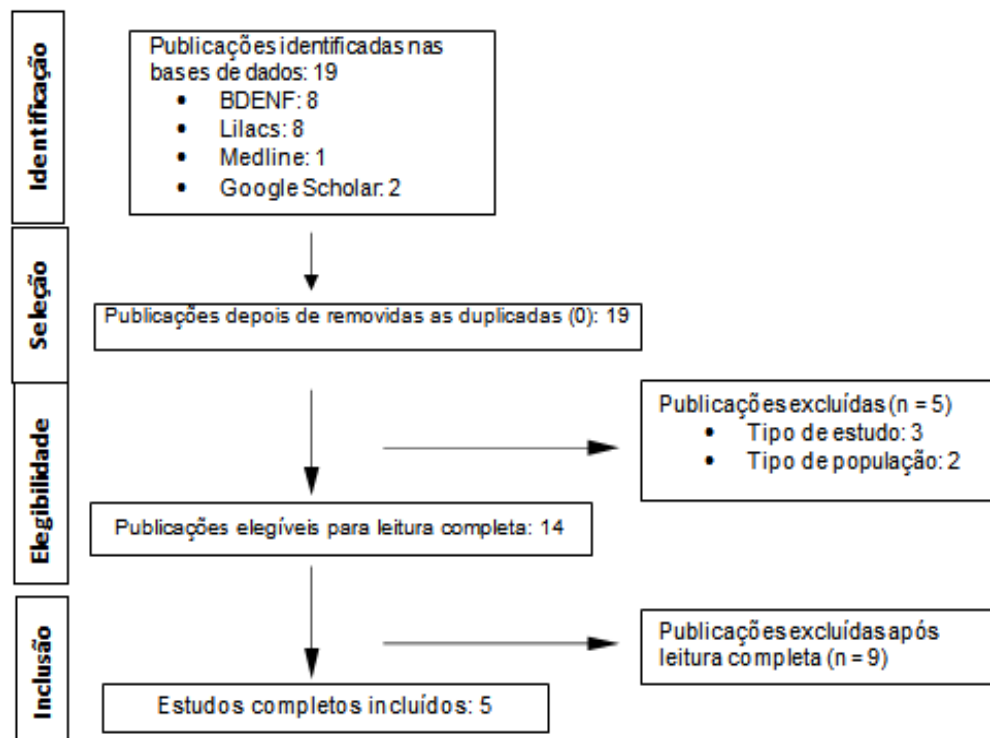 Identificação
Publicações identificadas nas
bases de dados: 19
• BDENF: 8
• Lilacs: 8
• Medline: 1
• Google Scholar: 2
Seleção
Publicações depois de removidas as duplicadas (0): 19
Elegibilidade
Publicações excluídas (n = 5)
• Tipo de estudo: 3
• Tipo de população: 2
Publicações elegíveis para leitura completa: 14
Inclusão
Publicações excluídas após
leitura completa (n = 9)
Estudos completos incluídos: 5